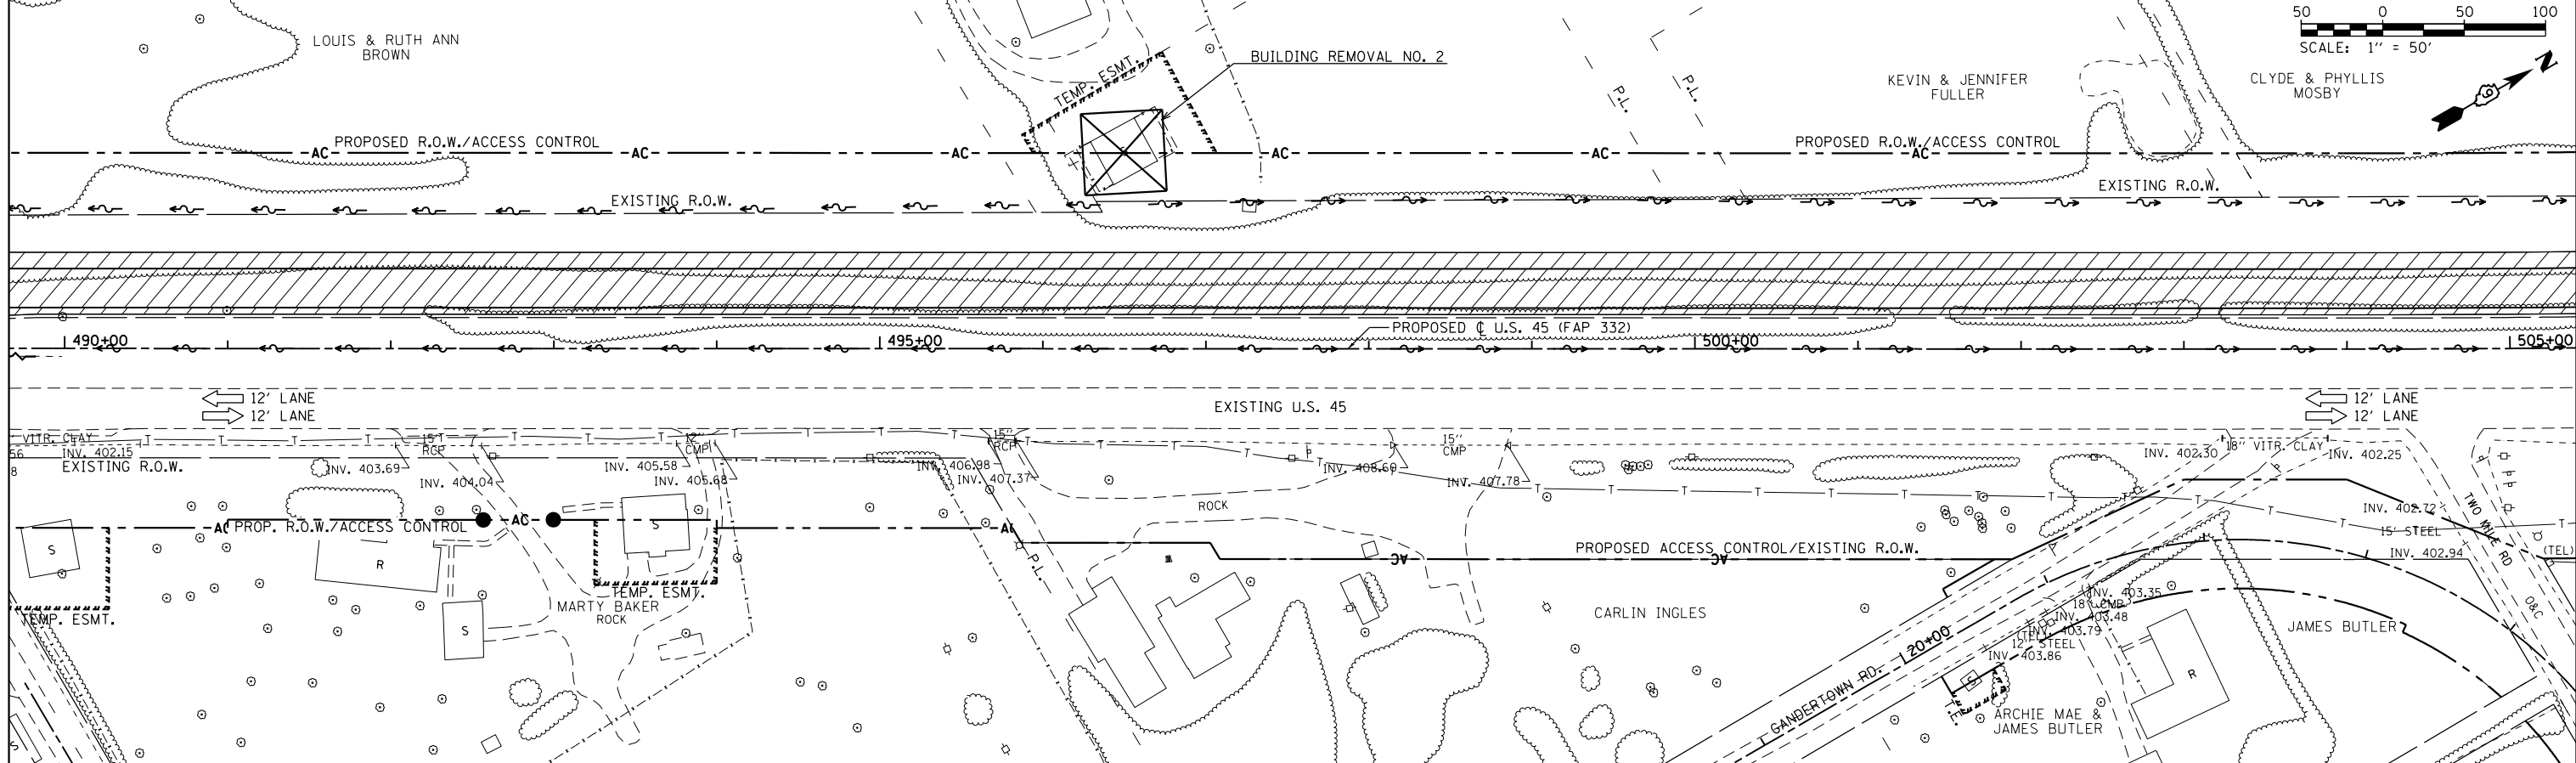 50 0 50 100
SCALE: 1'' = 50'
N
LOUIS & RUTH ANN
BROWN
BUILDING REMOVAL NO. 2
TEMP. ESMT.
P.L.
P.L.
KEVIN & JENNIFER
FULLER
CLYDE & PHYLLIS
MOSBY
PROPOSED R.O.W./ACCESS CONTROL
PROPOSED R.O.W./ACCESS CONTROL
AC AC AC AC AC AC
EXISTING R.O.W.
EXISTING R.O.W.
PROPOSED ℄ U.S. 45 (FAP 332)
490+00
495+00
500+00
505+00
12' LANE
12' LANE
EXISTING U.S. 45
12' LANE
12' LANE
VITR. CLAY
56
INV. 402.15
8
EXISTING R.O.W.
15''
RCP
INV. 403.69
INV. 404.04
12''
CMP
INV. 405.58
INV. 405.68
15''
RCP
INV. 406.98
INV. 407.37
INV. 408.69
15''
CMP
INV. 407.78
INV. 402.30
18'' VITR. CLAY
INV. 402.25
ROCK
AC
PROP. R.O.W./ACCESS CONTROL
AC
AC
S
R
S
S
TEMP. ESMT.
TEMP. ESMT.
MARTY BAKER
ROCK
P.L.
PROPOSED ACCESS CONTROL/EXISTING R.O.W.
AC
AC
CARLIN INGLES
INV. 402.72
15' STEEL
INV. 402.94
TWO MILE RD
(TEL)
O&C
INV. 403.35
18'' CMP
INV. 403.48
INV. 403.79
(TEL)
12'' STEEL
INV. 403.86
20+00
GANDERTOWN RD.
S
T.E.
R
JAMES BUTLER
ARCHIE MAE &
JAMES BUTLER
S